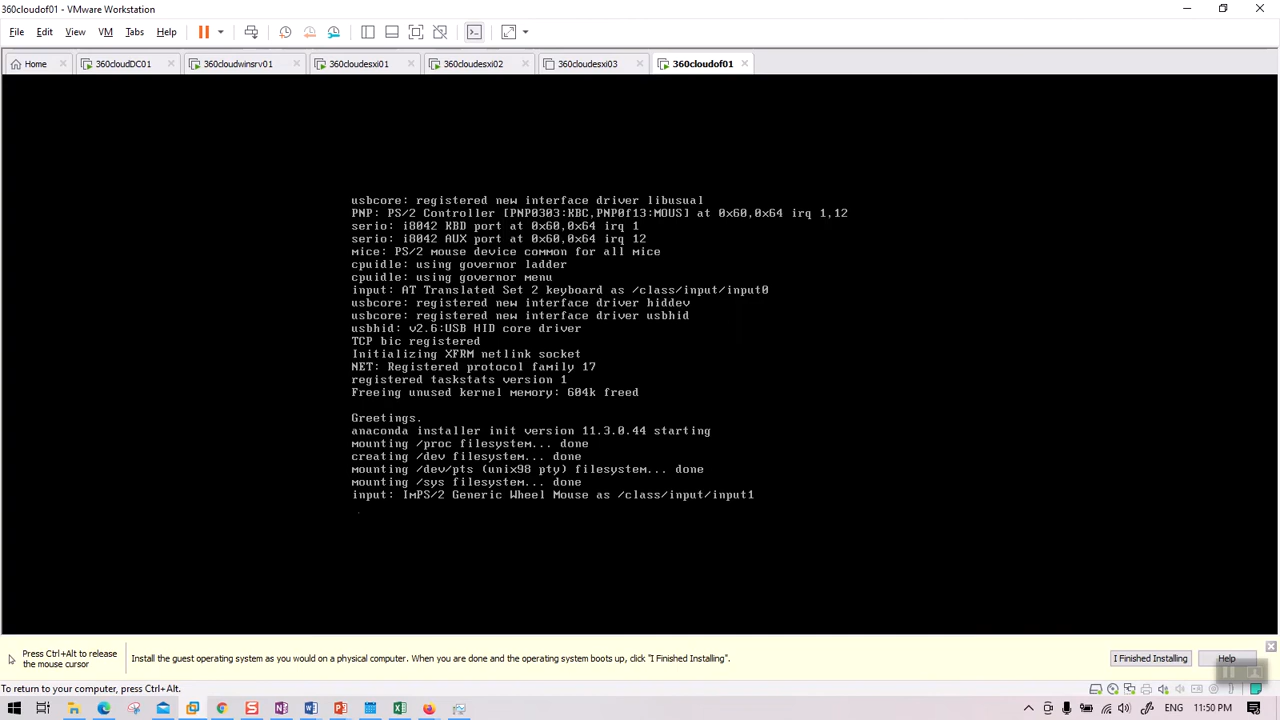 360cloudof01 - VMware Workstation
File Edit View VM Tabs Help
Home 360cloudDC01 360cloudwinsrv01 360cloudesxi01 360cloudesxi02 360cloudesxi03 360cloudof01
usbcore: registered new interface driver libusual
PNP: PS/2 Controller [PNP0303:KBC,PNP0f13:MOUS] at 0x60,0x64 irq 1,12
serio: i8042 KBD port at 0x60,0x64 irq 1
serio: i8042 AUX port at 0x60,0x64 irq 12
mice: PS/2 mouse device common for all mice
cpuidle: using governor ladder
cpuidle: using governor menu
input: AT Translated Set 2 keyboard as /class/input/input0
usbcore: registered new interface driver hiddev
usbcore: registered new interface driver usbhid
usbhid: v2.6:USB HID core driver
TCP bic registered
Initializing XFRM netlink socket
NET: Registered protocol family 17
registered taskstats version 1
Freeing unused kernel memory: 604k freed
Greetings.
anaconda installer init version 11.3.0.44 starting
mounting /proc filesystem... done
creating /dev filesystem... done
mounting /dev/pts (unix98 pty) filesystem... done
mounting /sys filesystem... done
input: ImPS/2 Generic Wheel Mouse as /class/input/input1
Press Ctrl+Alt to release
the mouse cursor
Install the guest operating system as you would on a physical computer. When you are done and the operating system boots up, click "I Finished Installing".
I Finished Installing Help
To return to your computer, press Ctrl+Alt.
ENG 11:50 PM